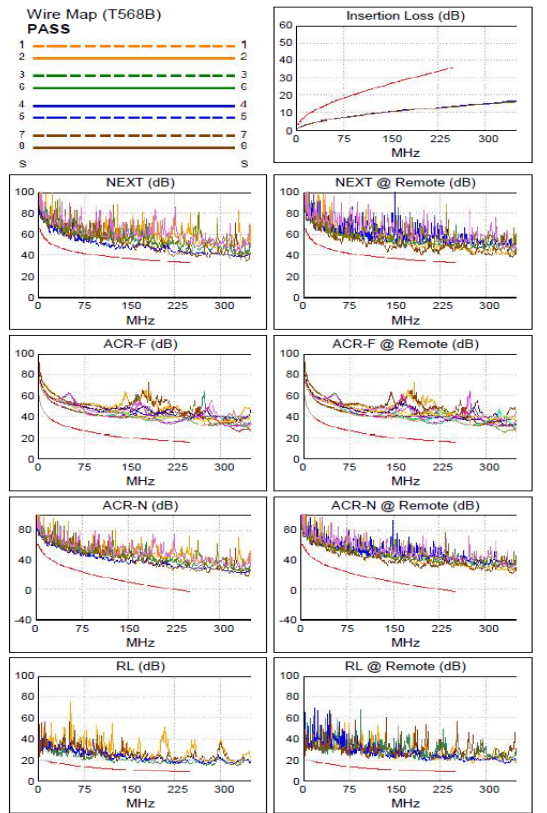 Wire Map (T568B)
PASS
1 1
2 2
3 3
6 6
4 4
5 5
7 7
8 8
S S
Insertion Loss (dB)
60
50
40
30
20
10
0
0 75 150 225 300
MHz
NEXT (dB)
100
80
60
40
20
0
0 75 150 225 300
MHz
NEXT @ Remote (dB)
100
80
60
40
20
0
0 75 150 225 300
MHz
ACR-F (dB)
100
80
60
40
20
0
0 75 150 225 300
MHz
ACR-F @ Remote (dB)
100
80
60
40
20
0
0 75 150 225 300
MHz
ACR-N (dB)
80
40
0
-40
0 75 150 225 300
MHz
ACR-N @ Remote (dB)
80
40
0
-40
0 75 150 225 300
MHz
RL (dB)
100
80
60
40
20
0
0 75 150 225 300
MHz
RL @ Remote (dB)
100
80
60
40
20
0
0 75 150 225 300
MHz